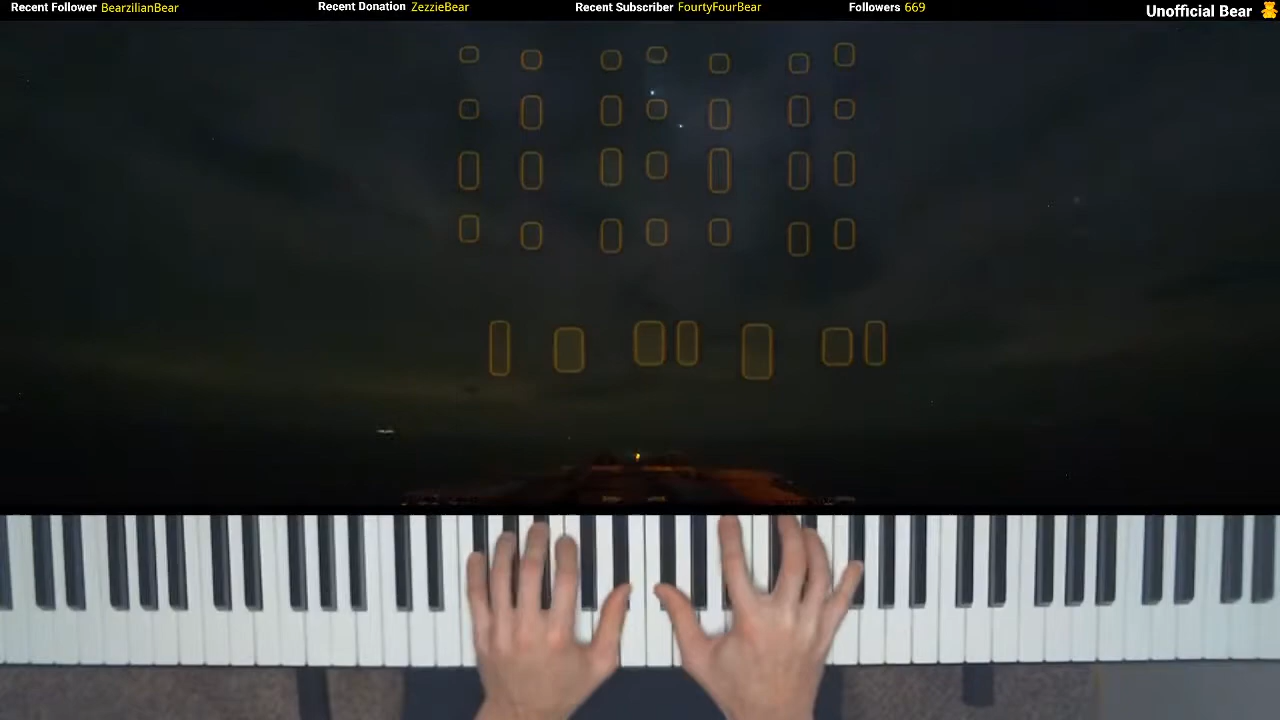 Recent Follower BearzilianBear
Recent Donation ZezzieBear
Recent Subscriber FourtyFourBear
Followers 669
Unofficial Bear